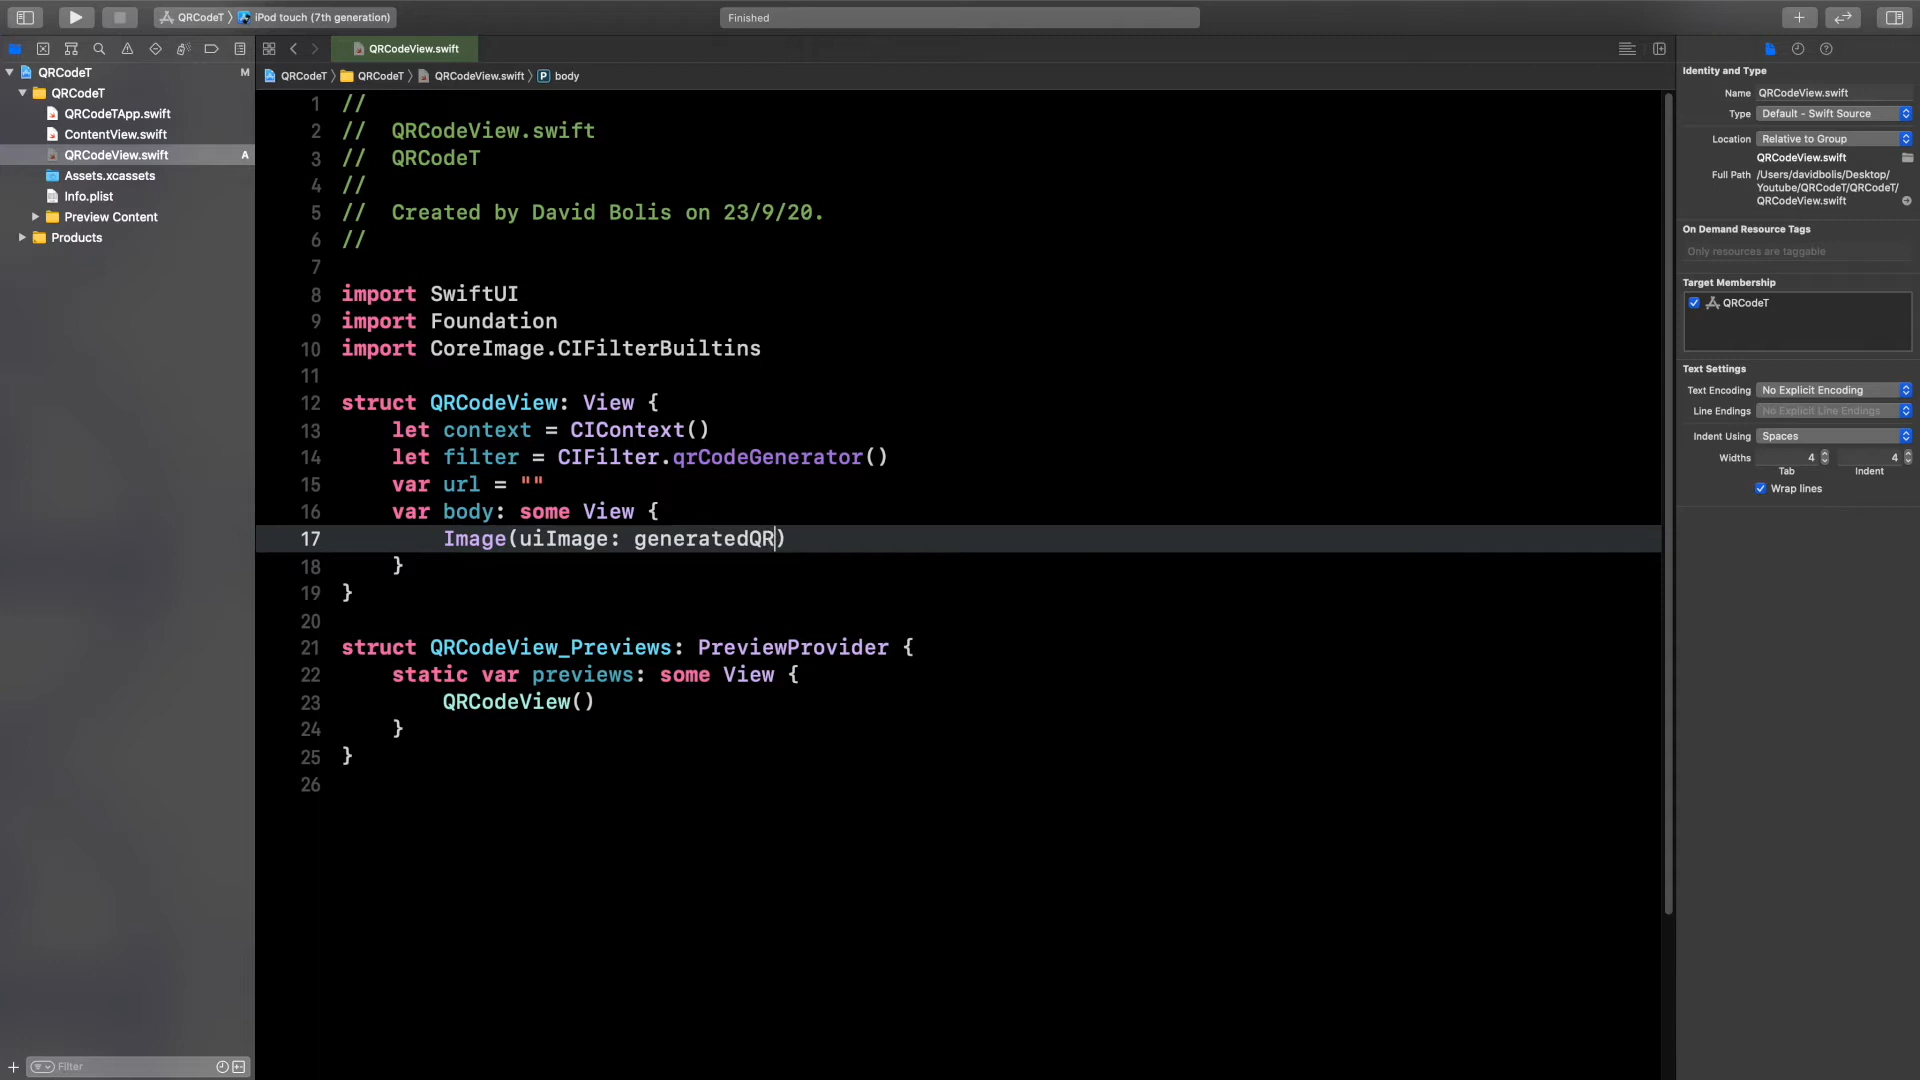 QRCodeT 〉 iPod touch (7th generation)
Finished
QRCodeView.swift
QRCodeT 〉 QRCodeT 〉 QRCodeView.swift 〉 P body
QRCodeT M
QRCodeT
QRCodeTApp.swift
ContentView.swift
QRCodeView.swift A
Assets.xcassets
Info.plist
Preview Content
Products
Filter
1 //
2 //  QRCodeView.swift
3 //  QRCodeT
4 //
5 //  Created by David Bolis on 23/9/20.
6 //
7
8 import SwiftUI
9 import Foundation
10 import CoreImage.CIFilterBuiltins
11
12 struct QRCodeView: View {
13     let context = CIContext()
14     let filter = CIFilter.qrCodeGenerator()
15     var url = ""
16     var body: some View {
17         Image(uiImage: generatedQR)
18     }
19 }
20
21 struct QRCodeView_Previews: PreviewProvider {
22     static var previews: some View {
23         QRCodeView()
24     }
25 }
26
Identity and Type
Name QRCodeView.swift
Type Default - Swift Source
Location Relative to Group
QRCodeView.swift
Full Path /Users/davidbolis/Desktop/
Youtube/QRCodeT/QRCodeT/
QRCodeView.swift
On Demand Resource Tags
Only resources are taggable
Target Membership
QRCodeT
Text Settings
Text Encoding No Explicit Encoding
Line Endings No Explicit Line Endings
Indent Using Spaces
Widths 4 4
Tab Indent
Wrap lines